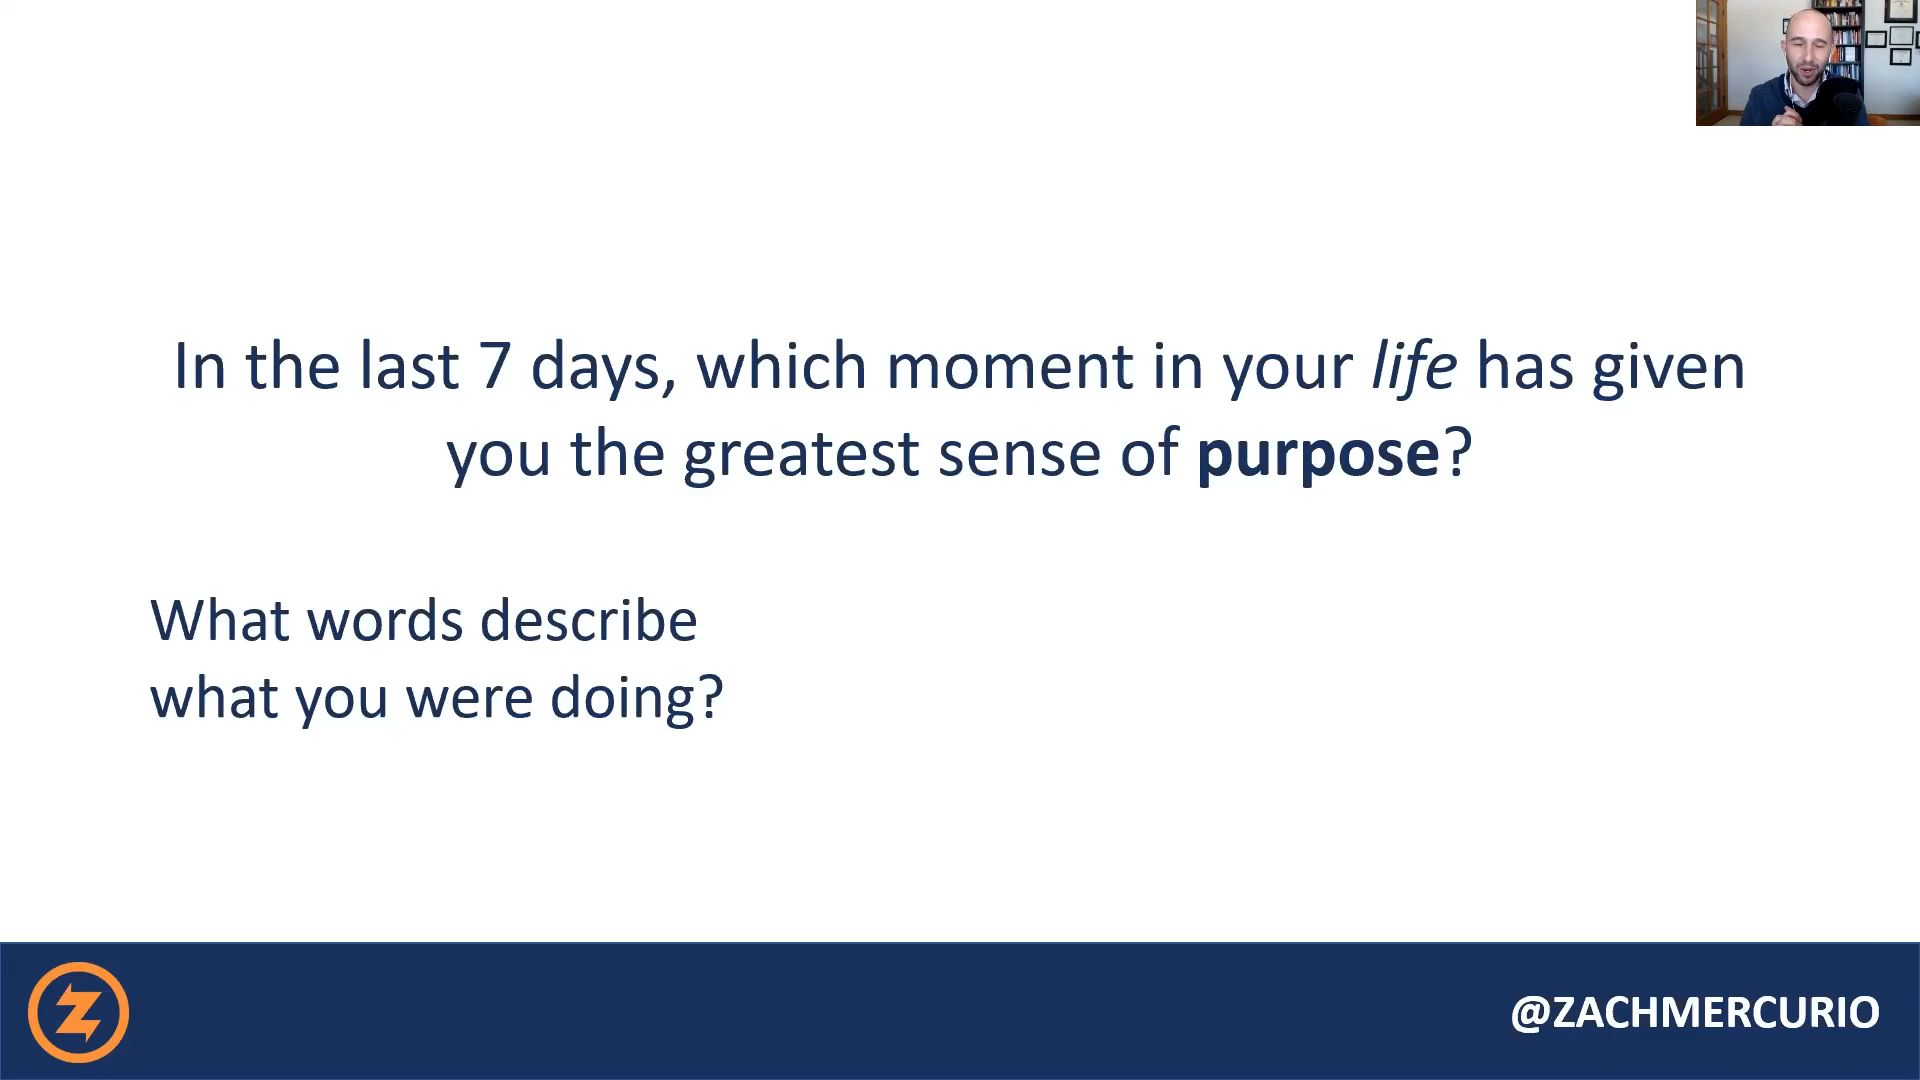 In the last 7 days, which moment in your life has given
you the greatest sense of purpose?
What words describe
what you were doing?
@ZACHMERCURIO